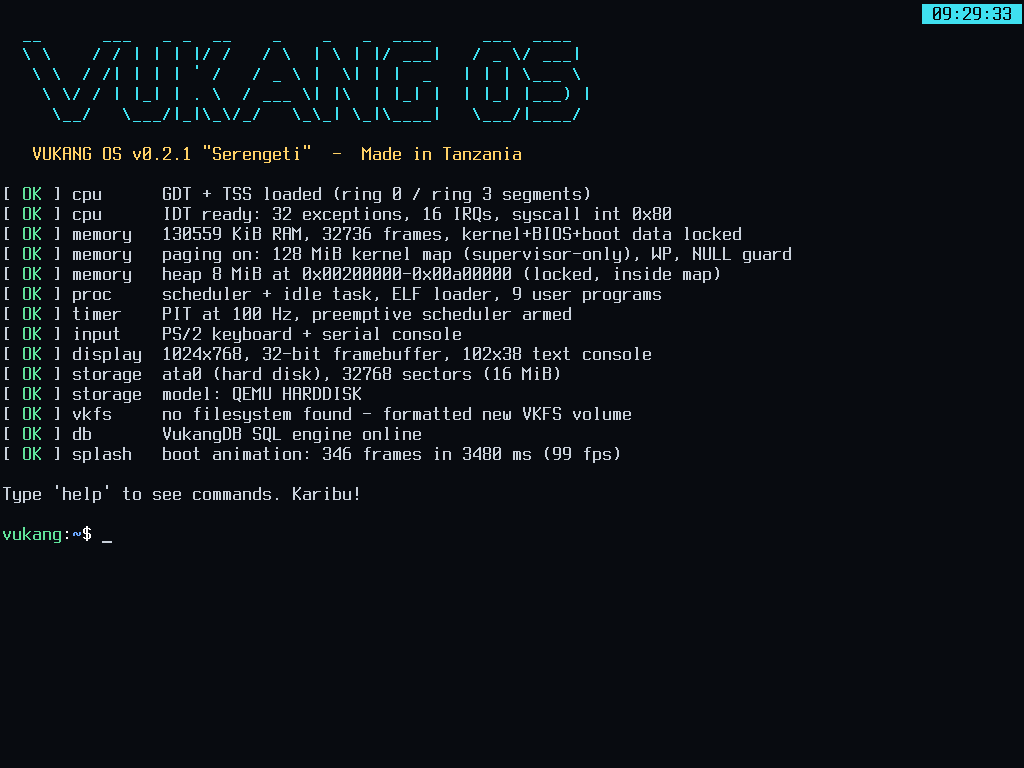 09:29:33
VUKANG OS
VUKANG OS v0.2.1 "Serengeti"  -  Made in Tanzania
[ OK ] cpu      GDT + TSS loaded (ring 0 / ring 3 segments)
[ OK ] cpu      IDT ready: 32 exceptions, 16 IRQs, syscall int 0x80
[ OK ] memory   130559 KiB RAM, 32736 frames, kernel+BIOS+boot data locked
[ OK ] memory   paging on: 128 MiB kernel map (supervisor-only), WP, NULL guard
[ OK ] memory   heap 8 MiB at 0x00200000-0x00a00000 (locked, inside map)
[ OK ] proc     scheduler + idle task, ELF loader, 9 user programs
[ OK ] timer    PIT at 100 Hz, preemptive scheduler armed
[ OK ] input    PS/2 keyboard + serial console
[ OK ] display  1024x768, 32-bit framebuffer, 102x38 text console
[ OK ] storage  ata0 (hard disk), 32768 sectors (16 MiB)
[ OK ] storage  model: QEMU HARDDISK
[ OK ] vkfs     no filesystem found - formatted new VKFS volume
[ OK ] db       VukangDB SQL engine online
[ OK ] splash   boot animation: 346 frames in 3480 ms (99 fps)
Type 'help' to see commands. Karibu!
vukang:~$ _